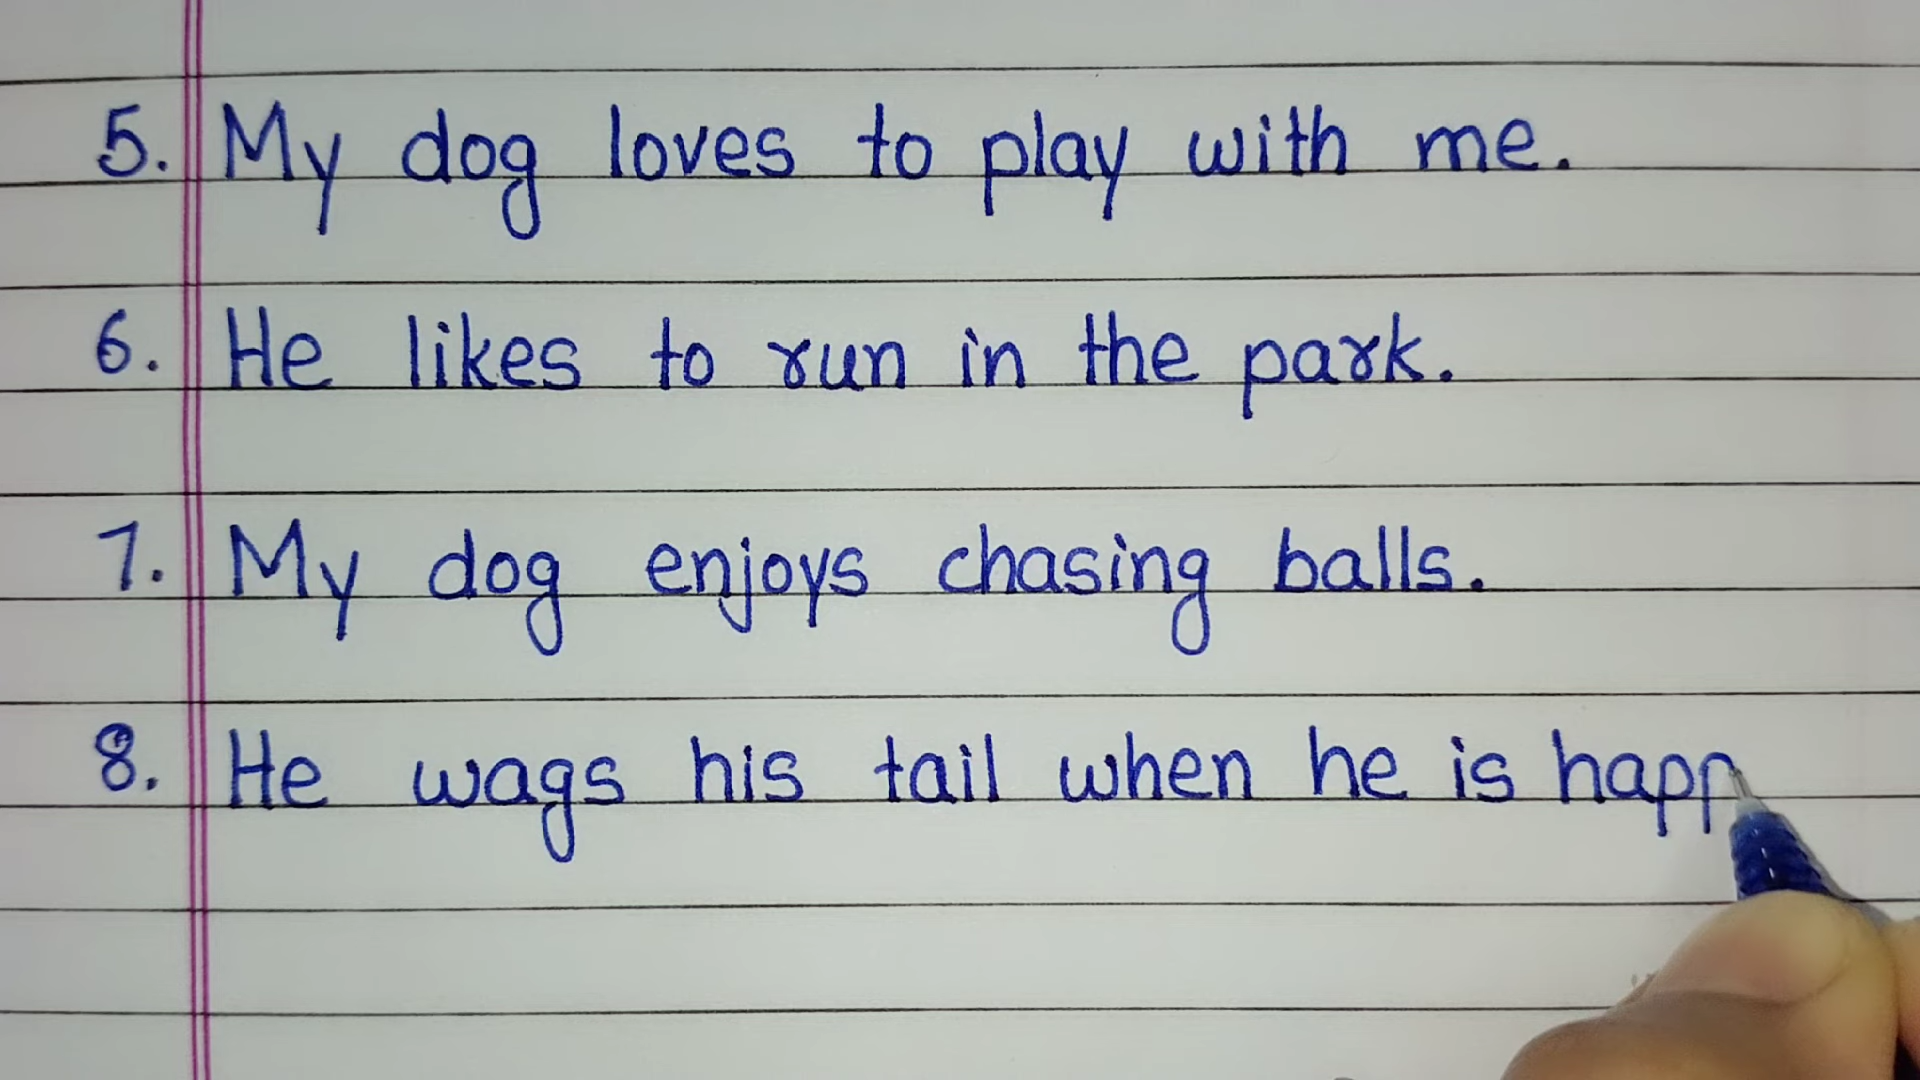 5. My dog loves to play with me.
6. He likes to run in the park.
7. My dog enjoys chasing balls.
8. He wags his tail when he is happ